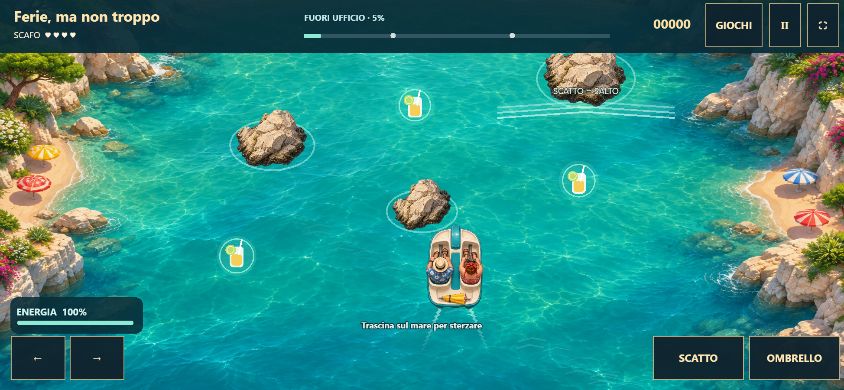 Ferie, ma non troppo
SCAFO ♥♥♥♥
FUORI UFFICIO · 5%
00000
GIOCHI
II
SCATTO = SALTO
ENERGIA 100%
Trascina sul mare per sterzare
←
→
SCATTO
OMBRELLO